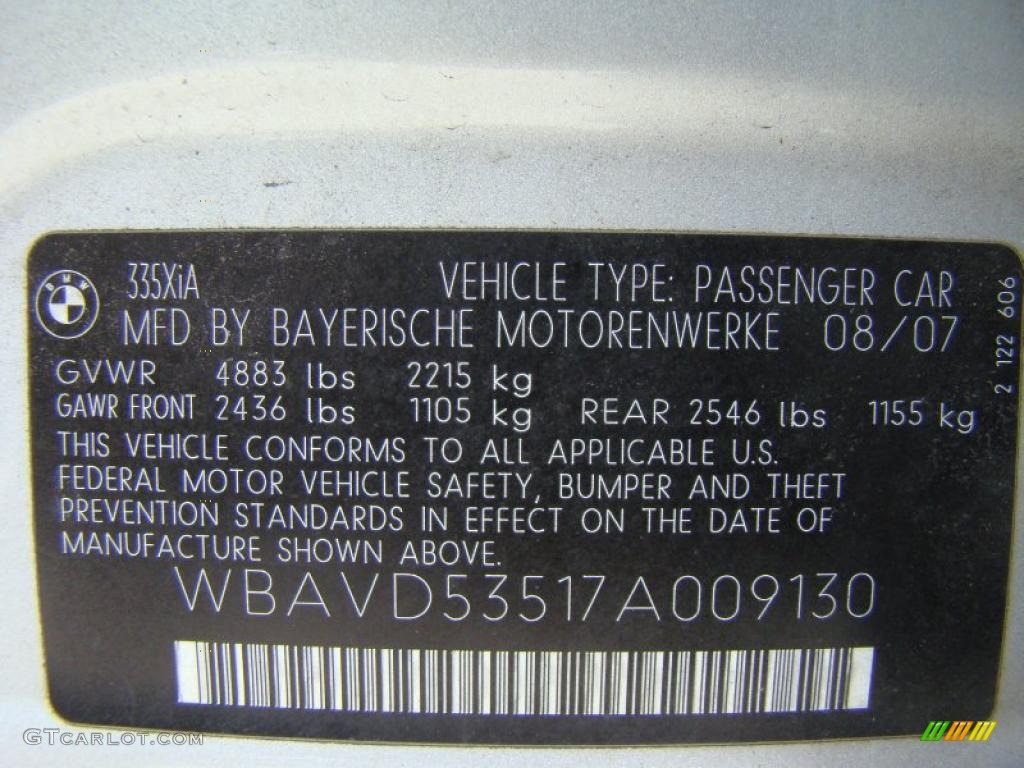 BMW
335XiA VEHICLE TYPE: PASSENGER CAR
MFD BY BAYERISCHE MOTORENWERKE 08/07
GVWR 4883 lbs 2215 kg
GAWR FRONT 2436 lbs 1105 kg REAR 2546 lbs 1155 kg
THIS VEHICLE CONFORMS TO ALL APPLICABLE U.S.
FEDERAL MOTOR VEHICLE SAFETY, BUMPER AND THEFT
PREVENTION STANDARDS IN EFFECT ON THE DATE OF
MANUFACTURE SHOWN ABOVE.
WBAVD53517A009130
2 122 606
GTCARLOT.COM